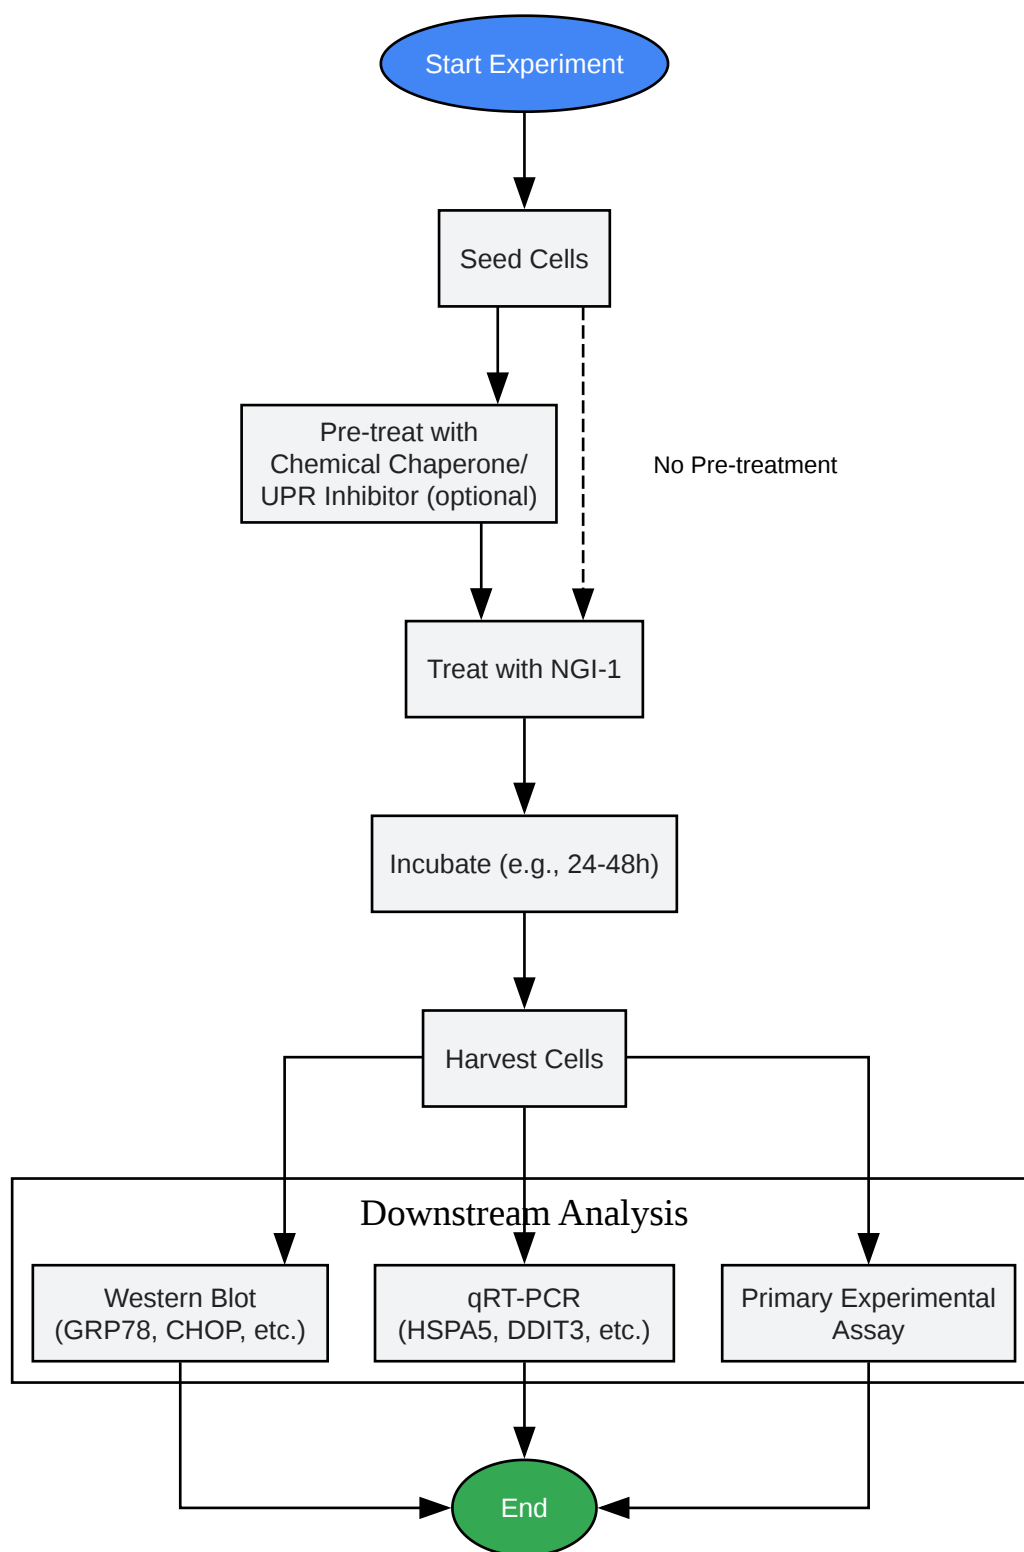 Start Experiment
Seed Cells
Pre-treat with
Chemical Chaperone/
UPR Inhibitor (optional)
No Pre-treatment
Treat with NGI-1
Incubate (e.g., 24-48h)
Harvest Cells
Downstream Analysis
Western Blot
(GRP78, CHOP, etc.)
qRT-PCR
(HSPA5, DDIT3, etc.)
Primary Experimental
Assay
End